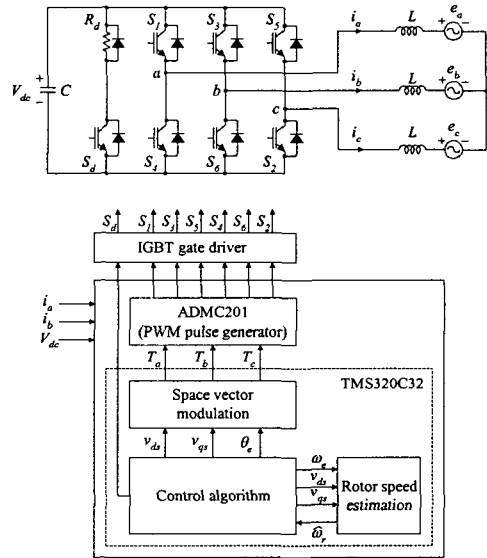 R_d
S_1
S_3
S_5
i_a
L
e_a
+
−
a
V_dc
+
−
C
b
i_b
L
e_b
+
−
c
i_c
L
e_c
+
−
S_d
S_4
S_6
S_2
S_d S_1 S_3 S_5 S_4 S_6 S_2
IGBT gate driver
i_a
i_b
V_dc
ADMC201
(PWM pulse generator)
T_a T_b T_c
TMS320C32
Space vector
modulation
v_ds v_qs θ_e
Control algorithm
ω_e
v_ds
v_qs
ω̂_r
Rotor speed
estimation